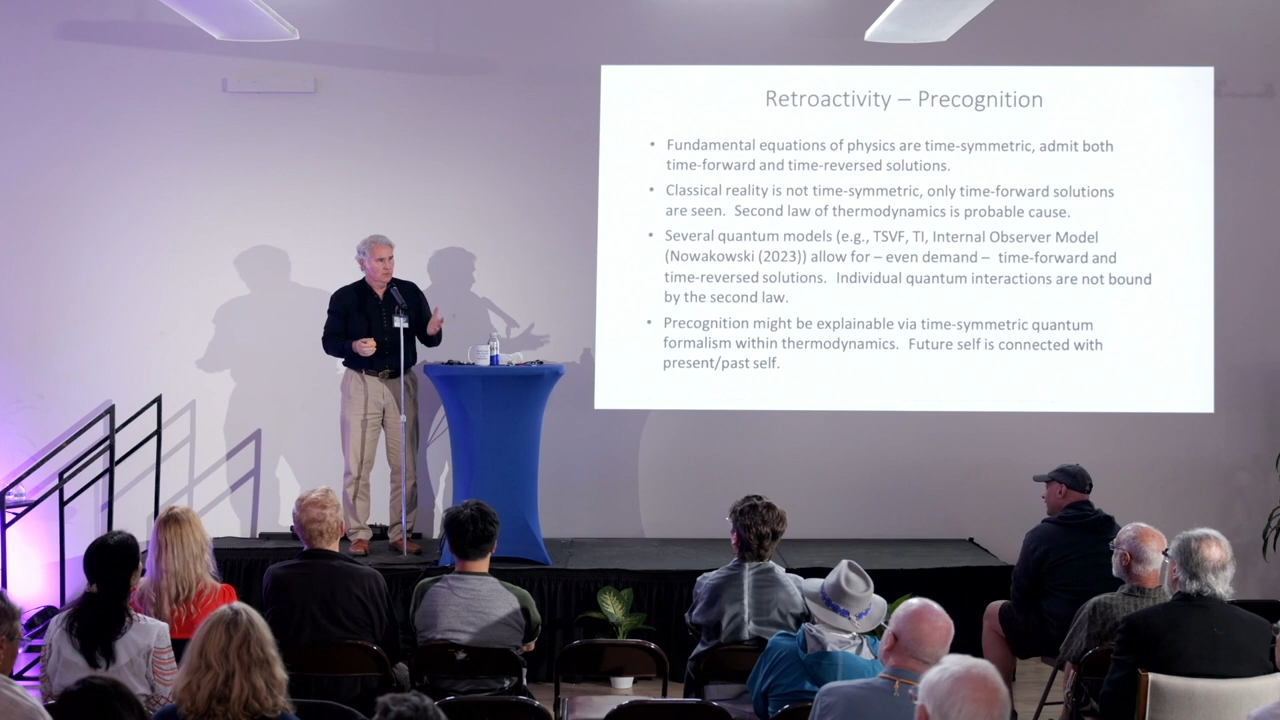 Retroactivity – Precognition
• Fundamental equations of physics are time-symmetric, admit both
time-forward and time-reversed solutions.
• Classical reality is not time-symmetric, only time-forward solutions
are seen.  Second law of thermodynamics is probable cause.
• Several quantum models (e.g., TSVF, TI, Internal Observer Model
(Nowakowski (2023)) allow for – even demand –  time-forward and
time-reversed solutions.  Individual quantum interactions are not bound
by the second law.
• Precognition might be explainable via time-symmetric quantum
formalism within thermodynamics.  Future self is connected with
present/past self.